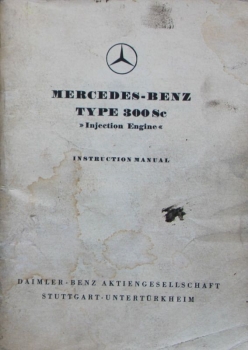 MERCEDES-BENZ
TYPE 300 Sc
»Injection Engine«
INSTRUCTION MANUAL
DAIMLER-BENZ AKTIENGESELLSCHAFT
STUTTGART-UNTERTÜRKHEIM